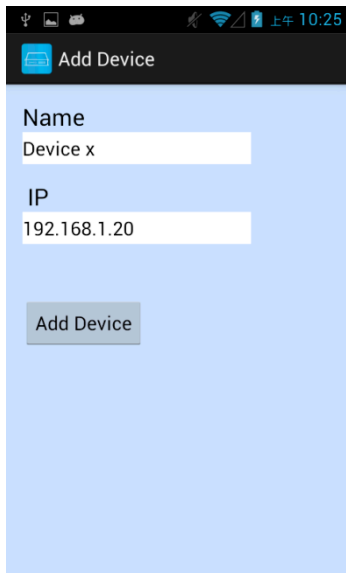 上午 10:25
Add Device
Name
Device x
IP
192.168.1.20
Add Device